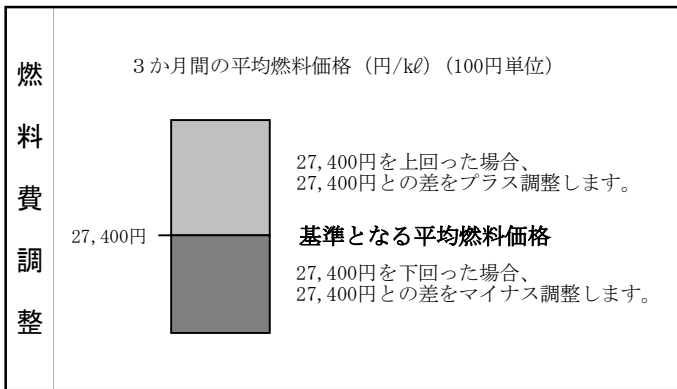 燃料費調整
3か月間の平均燃料価格（円/kℓ）（100円単位）
27,400円を上回った場合、
27,400円との差をプラス調整します。
27,400円
基準となる平均燃料価格
27,400円を下回った場合、
27,400円との差をマイナス調整します。